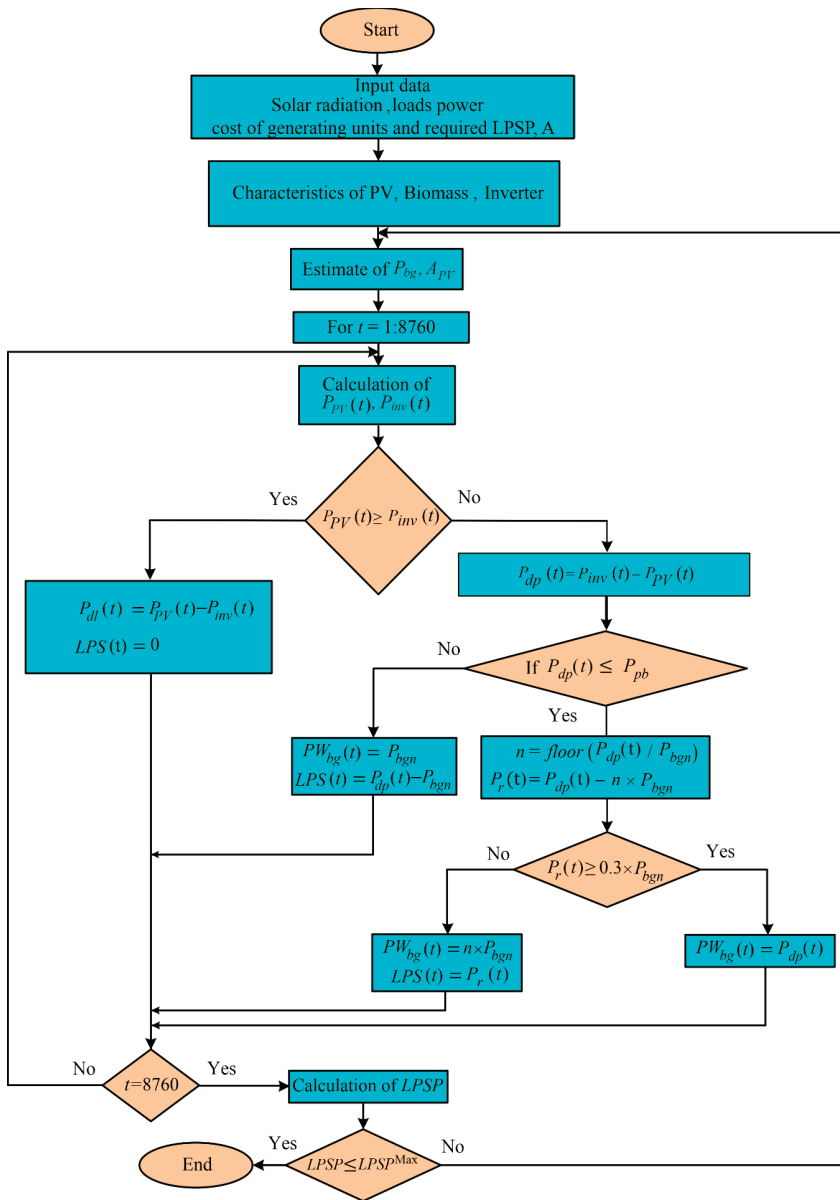 Start
Input data
Solar radiation ,loads power
cost of generating units and required LPSP, A
Characteristics of PV, Biomass , Inverter
Estimate of P_bg, A_PV
For t = 1:8760
Calculation of
P_PV(t), P_inv(t)
Yes
No
P_PV(t) ≥ P_inv(t)
P_dp(t) = P_inv(t) − P_PV(t)
P_dl(t) = P_PV(t)−P_inv(t)
LPS(t) = 0
No
If P_dp(t) ≤ P_pb
Yes
PW_bg(t) = P_bgn
LPS(t) = P_dp(t)−P_bgn
n = floor(P_dp(t) / P_bgn)
P_r(t)= P_dp(t) − n × P_bgn
No
Yes
P_r(t) ≥ 0.3×P_bgn
PW_bg(t) = n×P_bgn
LPS(t) = P_r(t)
PW_bg(t) = P_dp(t)
No
Yes
t=8760
Calculation of LPSP
Yes
No
End
LPSP≤LPSP^Max